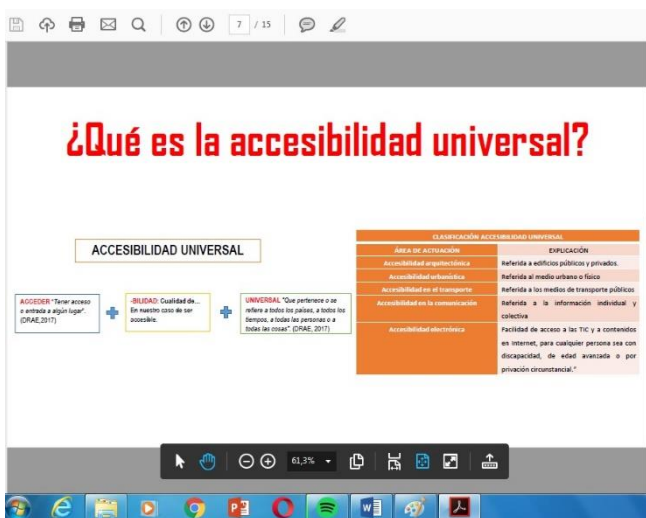 7 / 15
¿Qué es la accesibilidad universal?
ACCESIBILIDAD UNIVERSAL
ACCEDER "Tener acceso
o entrada a algún lugar".
(DRAE,2017)
-BILIDAD: Cualidad de...
En nuestro caso de ser
accesible.
UNIVERSAL "Que pertenece o se
refiere a todos los países, a todos los
tiempos, a todas las personas o a
todas las cosas". (DRAE, 2017)
CLASIFICACIÓN ACCESIBILIDAD UNIVERSAL
ÁREA DE ACTUACIÓN EXPLICACIÓN
Accesibilidad arquitectónica Referida a edificios públicos y privados.
Accesibilidad urbanística Referida al medio urbano o físico
Accesibilidad en el transporte Referida a los medios de transporte públicos
Accesibilidad en la comunicación Referida a la información individual y
colectiva
Accesibilidad electrónica Facilidad de acceso a las TIC y a contenidos
en Internet, para cualquier persona sea con
discapacidad, de edad avanzada o por
privación circunstancial."
61,3%